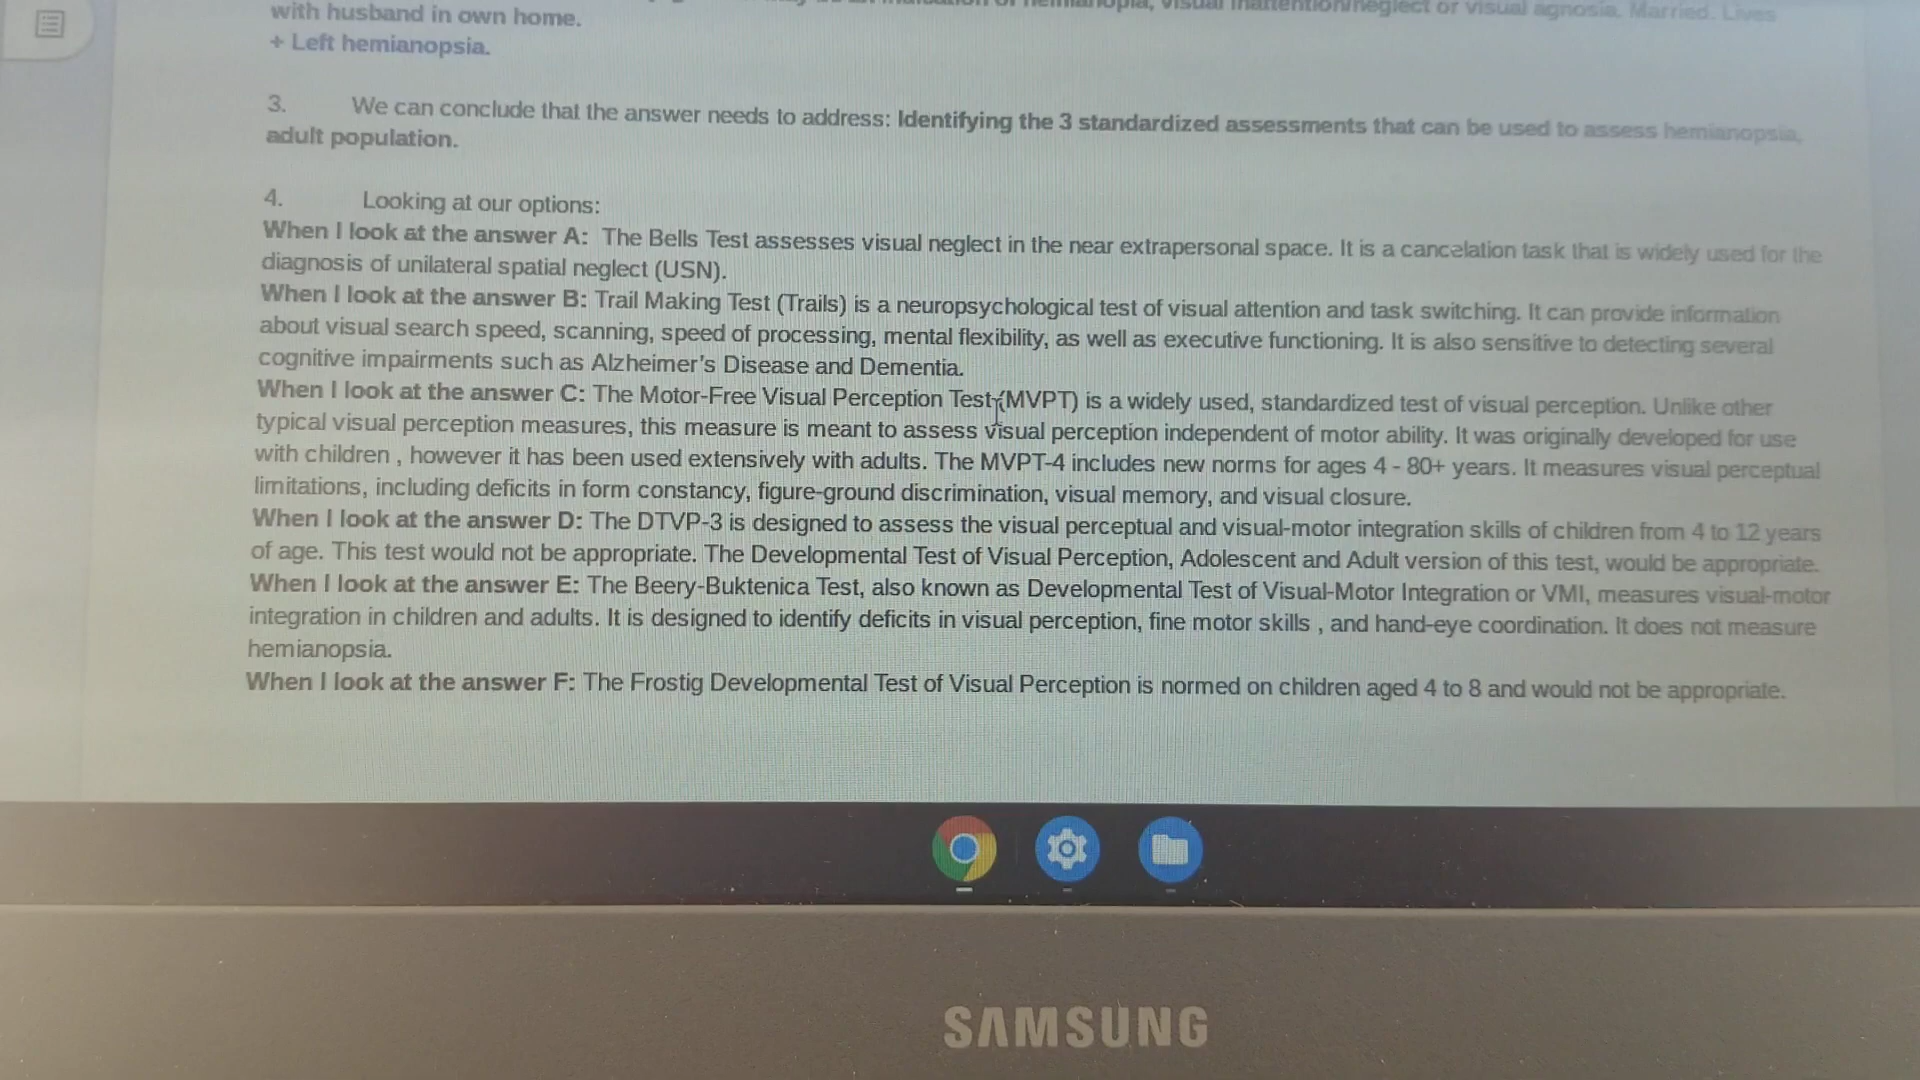 hemianopia, visual inattention/neglect or visual agnosia. Married. Lives
with husband in own home.
+ Left hemianopsia.
3. We can conclude that the answer needs to address: Identifying the 3 standardized assessments that can be used to assess hemianopsia,
adult population.
4. Looking at our options:
When I look at the answer A: The Bells Test assesses visual neglect in the near extrapersonal space. It is a cancelation task that is widely used for the
diagnosis of unilateral spatial neglect (USN).
When I look at the answer B: Trail Making Test (Trails) is a neuropsychological test of visual attention and task switching. It can provide information
about visual search speed, scanning, speed of processing, mental flexibility, as well as executive functioning. It is also sensitive to detecting several
cognitive impairments such as Alzheimer's Disease and Dementia.
When I look at the answer C: The Motor-Free Visual Perception Test (MVPT) is a widely used, standardized test of visual perception. Unlike other
typical visual perception measures, this measure is meant to assess visual perception independent of motor ability. It was originally developed for use
with children , however it has been used extensively with adults. The MVPT-4 includes new norms for ages 4 - 80+ years. It measures visual perceptual
limitations, including deficits in form constancy, figure-ground discrimination, visual memory, and visual closure.
When I look at the answer D: The DTVP-3 is designed to assess the visual perceptual and visual-motor integration skills of children from 4 to 12 years
of age. This test would not be appropriate. The Developmental Test of Visual Perception, Adolescent and Adult version of this test, would be appropriate.
When I look at the answer E: The Beery-Buktenica Test, also known as Developmental Test of Visual-Motor Integration or VMI, measures visual-motor
integration in children and adults. It is designed to identify deficits in visual perception, fine motor skills , and hand-eye coordination. It does not measure
hemianopsia.
When I look at the answer F: The Frostig Developmental Test of Visual Perception is normed on children aged 4 to 8 and would not be appropriate.
SAMSUNG